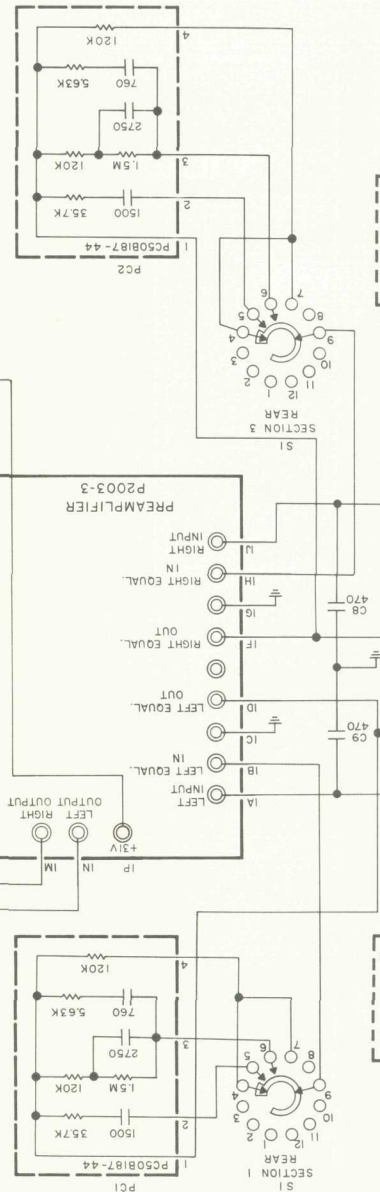 S1
SECTION 1
REAR
12
1
11
2
10
3
9
4
8
5
7
6
PC1
1
PC50B187-44
2
1500
35.7K
3
1.5M
120K
2750
760
5.63K
4
120K
1A
LEFT
INPUT
1B
LEFT EQUAL.
IN
1C
1D
LEFT EQUAL.
OUT
1F
RIGHT EQUAL.
OUT
1G
1H
RIGHT EQUAL.
IN
1J
RIGHT
INPUT
1P
+31V
1N
LEFT
OUTPUT
1M
RIGHT
OUTPUT
C9
470
C8
470
PREAMPLIFIER
P2003-3
S1
SECTION 3
REAR
12
1
11
2
10
3
9
4
8
5
7
6
PC2
1
PC50B187-44
2
1500
35.7K
3
1.5M
120K
2750
760
5.63K
4
120K